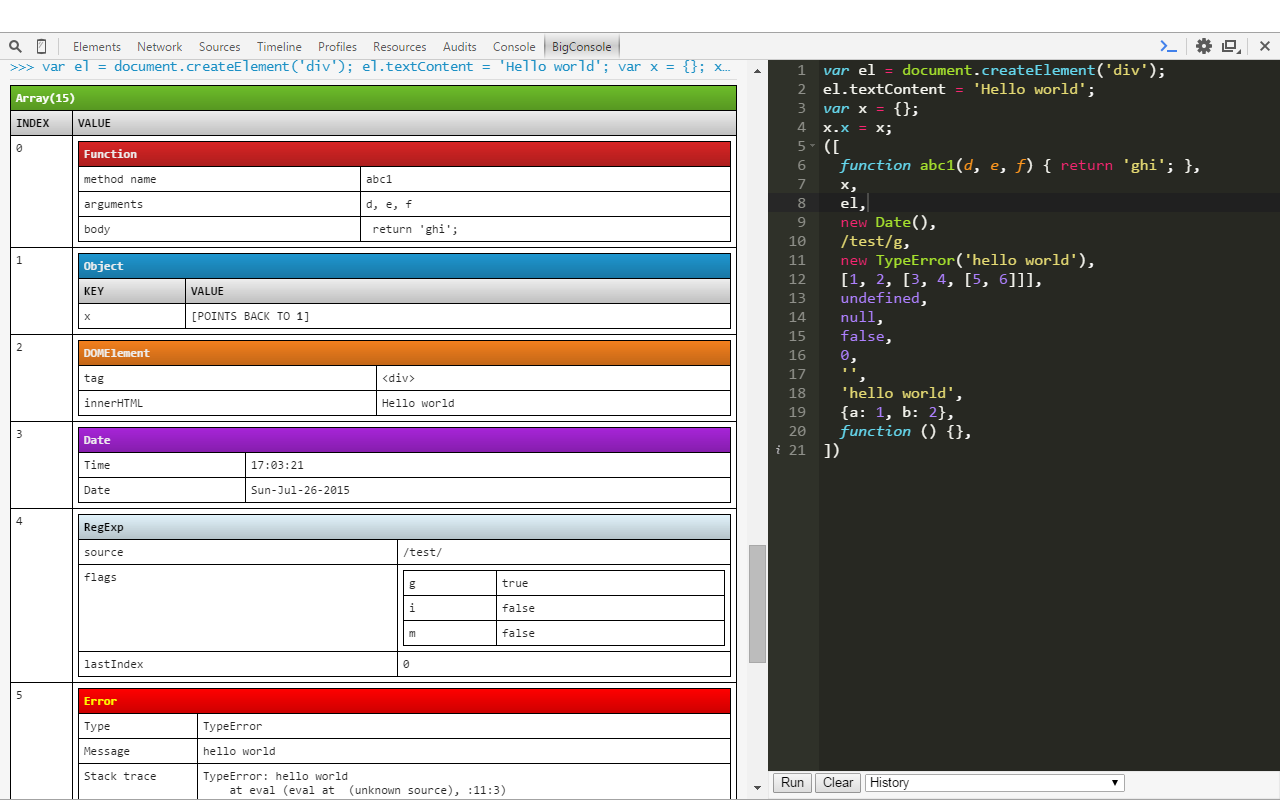 Elements Network Sources Timeline Profiles Resources Audits Console BigConsole
>>> var el = document.createElement('div'); el.textContent = 'Hello world'; var x = {}; x…
Array(15)
INDEX VALUE
0
Function
method name abc1
arguments d, e, f
body return 'ghi';
1
Object
KEY VALUE
x [POINTS BACK TO 1]
2
DOMElement
tag <div>
innerHTML Hello world
3
Date
Time 17:03:21
Date Sun-Jul-26-2015
4
RegExp
source /test/
flags
g true
i false
m false
lastIndex 0
5
Error
Type TypeError
Message hello world
Stack trace TypeError: hello world
at eval (eval at (unknown source), :11:3)
1 var el = document.createElement('div');
2 el.textContent = 'Hello world';
3 var x = {};
4 x.x = x;
5 ([
6 function abc1(d, e, f) { return 'ghi'; },
7 x,
8 el,
9 new Date(),
10 /test/g,
11 new TypeError('hello world'),
12 [1, 2, [3, 4, [5, 6]]],
13 undefined,
14 null,
15 false,
16 0,
17 '',
18 'hello world',
19 {a: 1, b: 2},
20 function () {},
i 21 ])
Run Clear History